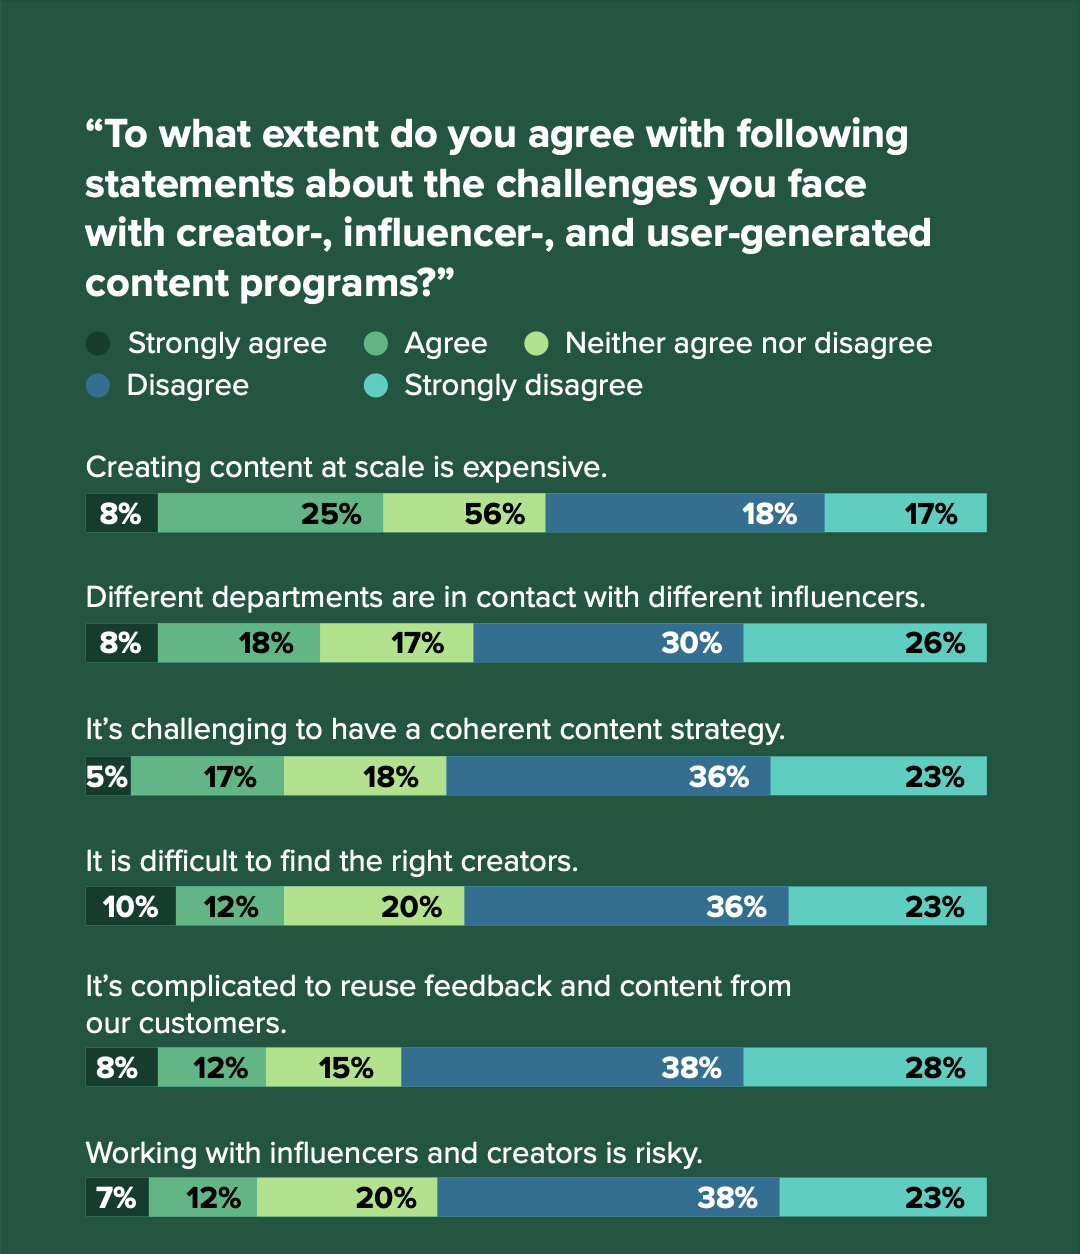 “To what extent do you agree with following
statements about the challenges you face
with creator-, influencer-, and user-generated
content programs?”
Strongly agree Agree Neither agree nor disagree
Disagree Strongly disagree
Creating content at scale is expensive.
8% 25% 56% 18% 17%
Different departments are in contact with different influencers.
8% 18% 17% 30% 26%
It’s challenging to have a coherent content strategy.
5% 17% 18% 36% 23%
It is difficult to find the right creators.
10% 12% 20% 36% 23%
It’s complicated to reuse feedback and content from
our customers.
8% 12% 15% 38% 28%
Working with influencers and creators is risky.
7% 12% 20% 38% 23%